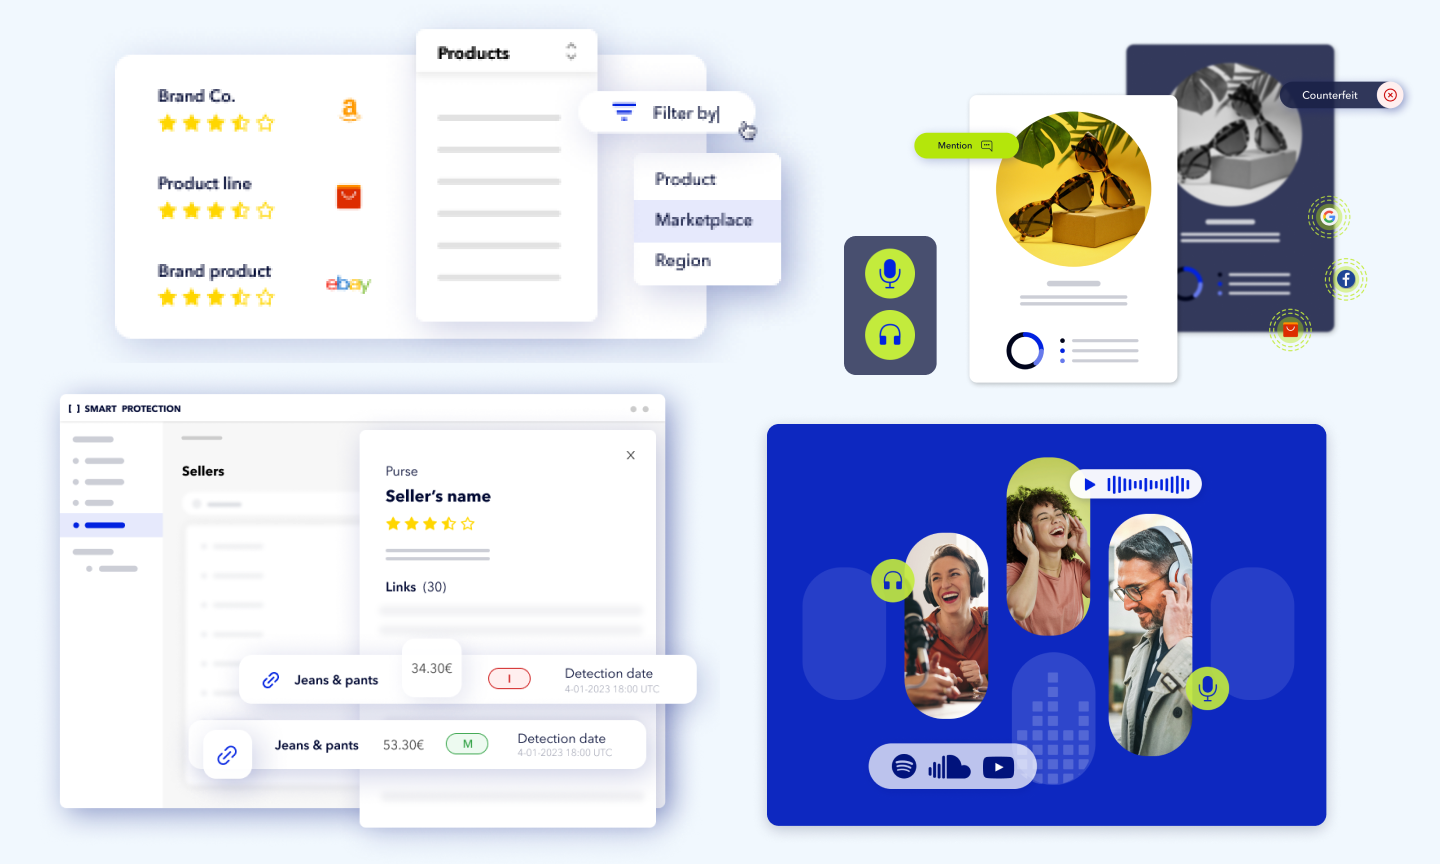 Products
Brand Co.
a
Filter by
Product line
Product
Marketplace
Brand product
Region
ebay
Counterfeit
Mention
G
f
[ ] SMART PROTECTION
Sellers
X
Purse
Seller's name
Links (30)
Jeans & pants
34.30€
I
Detection date
4-01-2023 18:00 UTC
Jeans & pants
53.30€
M
Detection date
4-01-2023 18:00 UTC